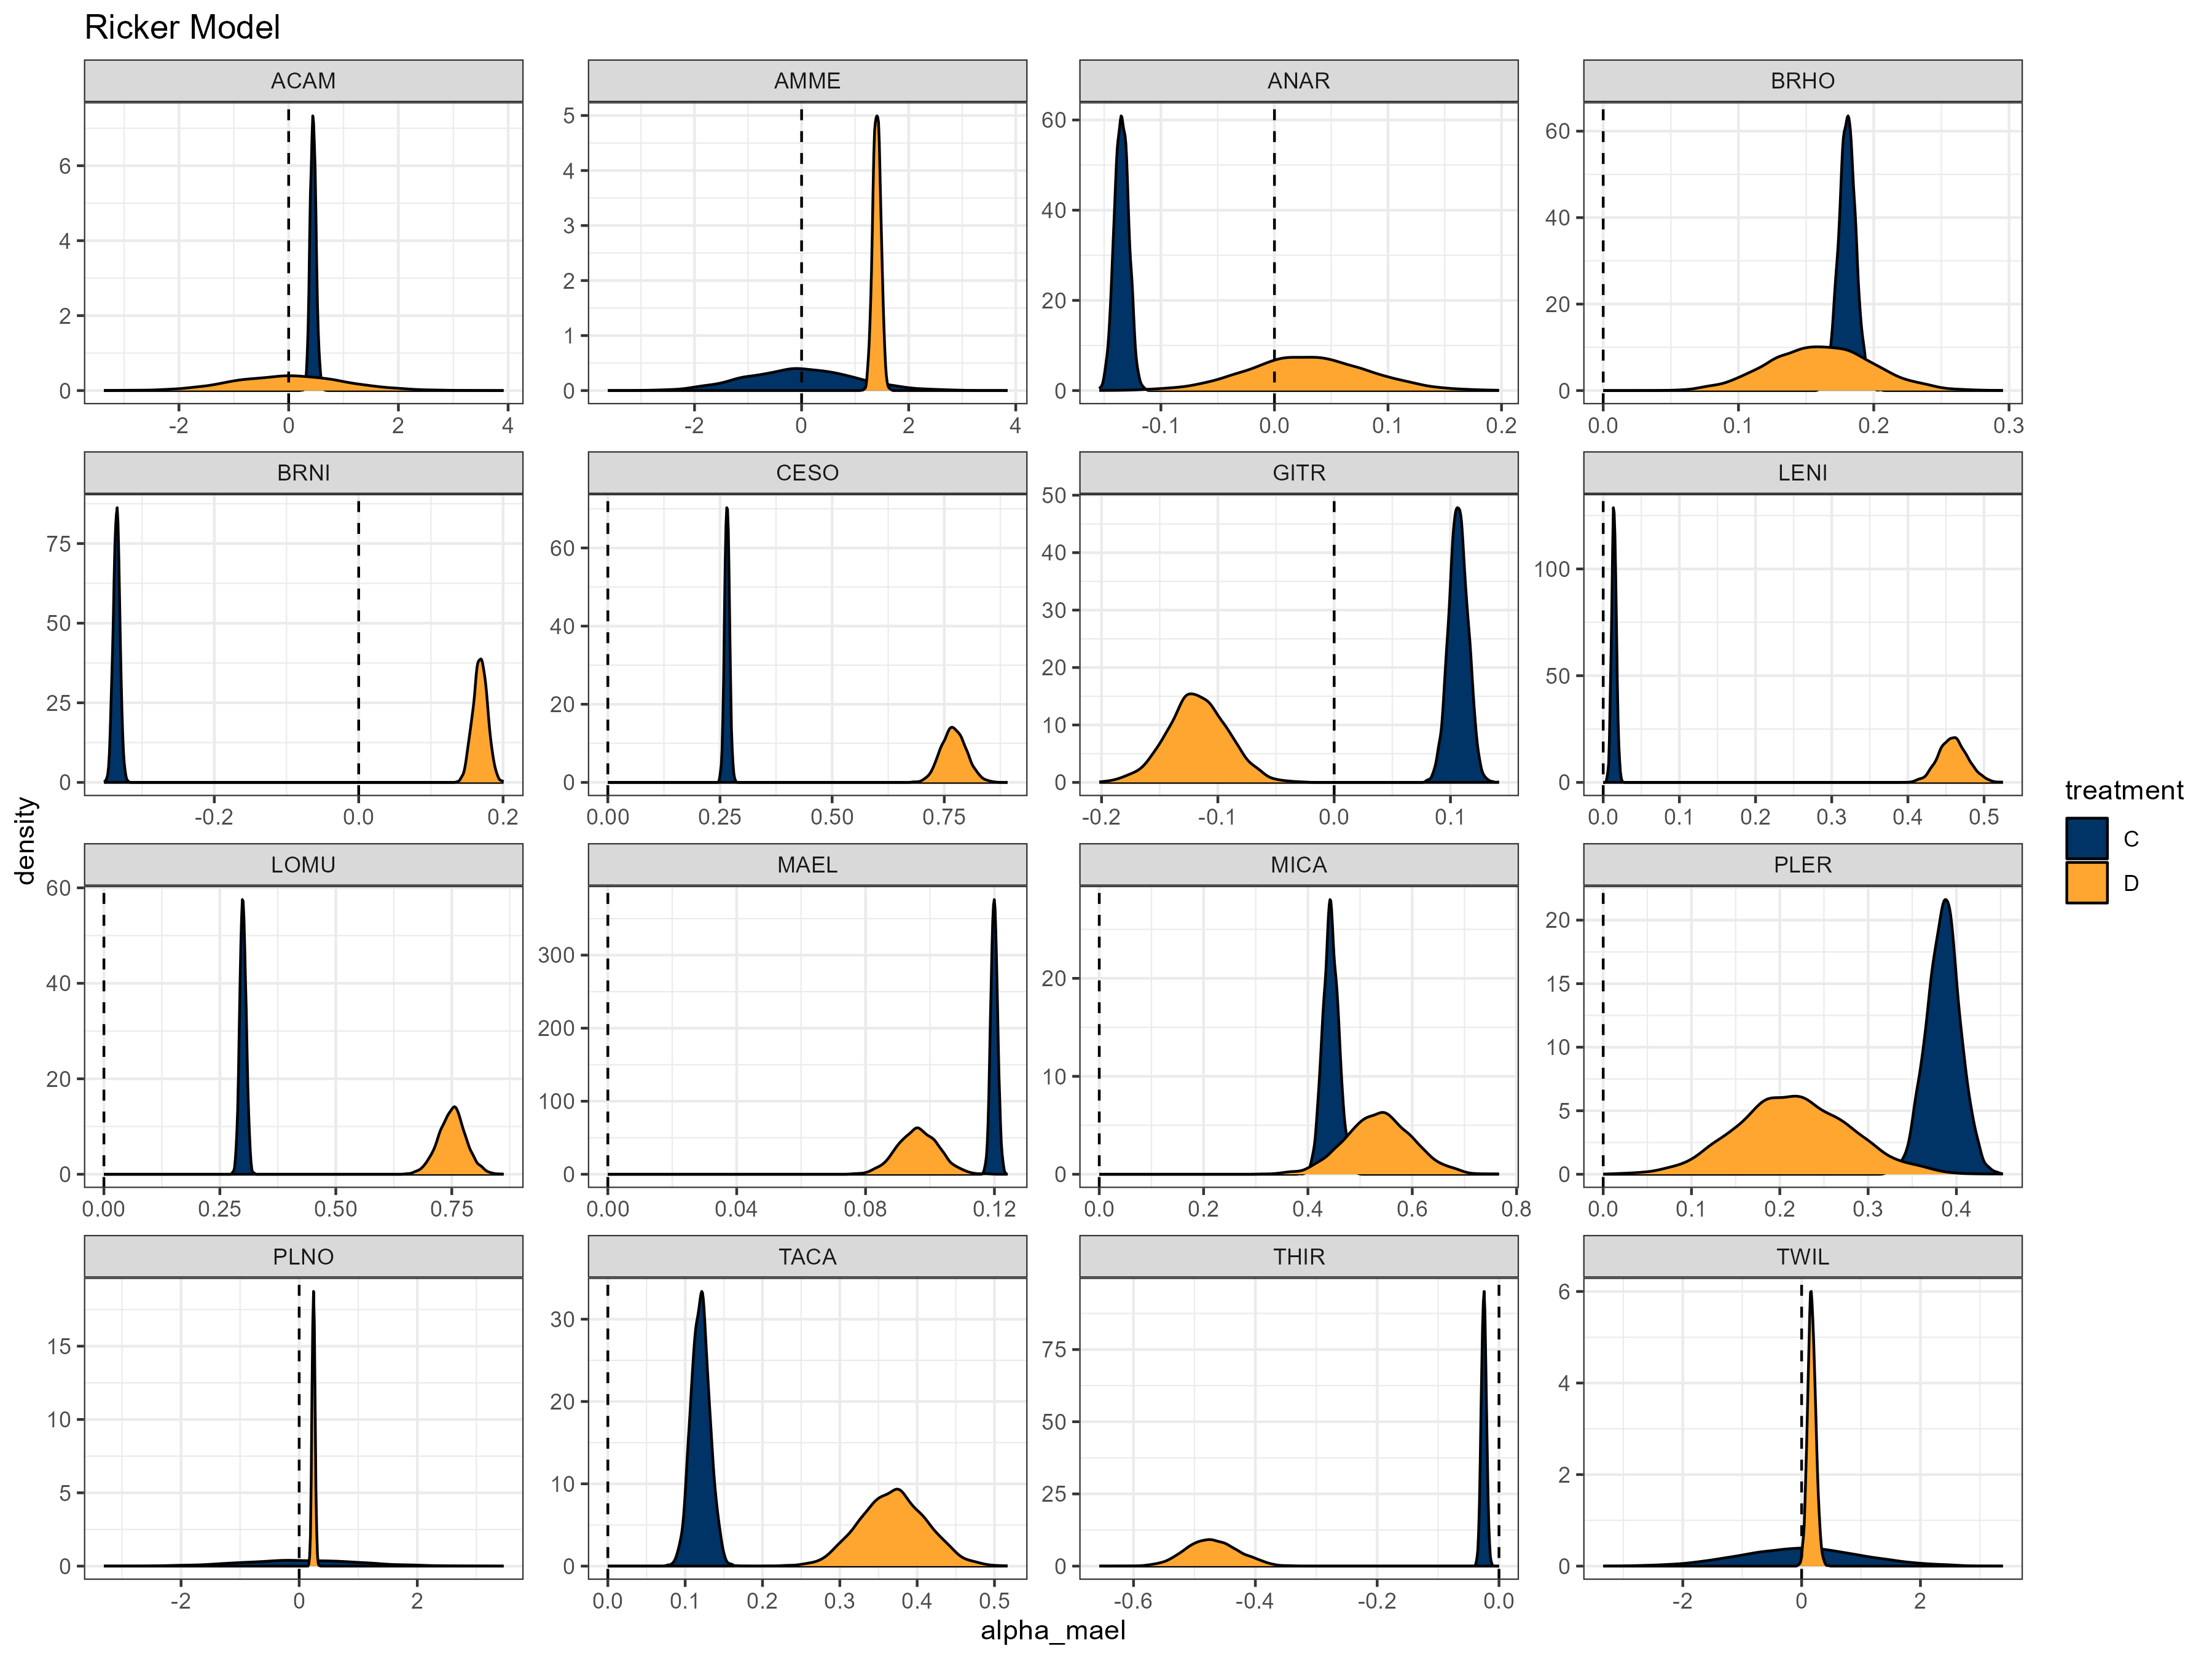 Ricker Model
ACAM AMME ANAR BRHO
6 4 2 0
5 4 3 2 1 0
60 40 20 0
60 40 20 0
-2 0 2 4
-2 0 2 4
-0.1 0.0 0.1 0.2
0.0 0.1 0.2 0.3
BRNI CESO GITR LENI
75 50 25 0
60 40 20 0
50 40 30 20 10 0
100 50 0
-0.2 0.0 0.2
0.00 0.25 0.50 0.75
-0.2 -0.1 0.0 0.1
0.0 0.1 0.2 0.3 0.4 0.5
LOMU MAEL MICA PLER
60 40 20 0
300 200 100 0
20 10 0
20 15 10 5 0
0.00 0.25 0.50 0.75
0.00 0.04 0.08 0.12
0.0 0.2 0.4 0.6 0.8
0.0 0.1 0.2 0.3 0.4
PLNO TACA THIR TWIL
15 10 5 0
30 20 10 0
75 50 25 0
6 4 2 0
-2 0 2
0.0 0.1 0.2 0.3 0.4 0.5
-0.6 -0.4 -0.2 0.0
-2 0 2
density
alpha_mael
treatment
C
D